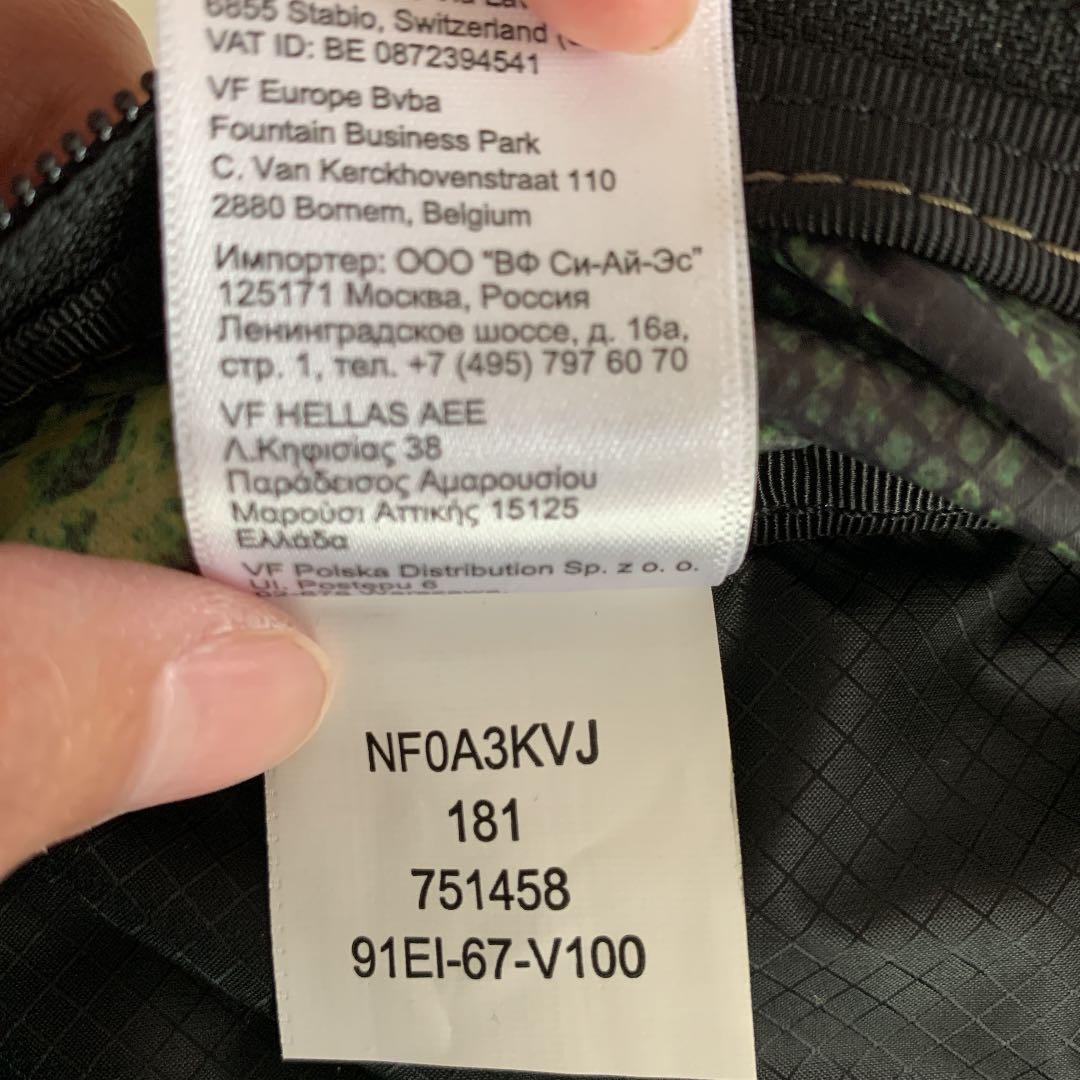 6855 Stabio, Switzerland
VAT ID: BE 0872394541
VF Europe Bvba
Fountain Business Park
C. Van Kerckhovenstraat 110
2880 Bornem, Belgium
Импортер: ООО "ВФ Си-Ай-Эс"
125171 Москва, Россия
Ленинградское шоссе, д. 16а,
стр. 1, тел. +7 (495) 797 60 70
VF HELLAS AEE
Λ.Κηφισίας 38
Παράδεισος Αμαρουσίου
Μαρούσι Αττικής 15125
Ελλάδα
VF Polska Distribution Sp. z o. o.
Ul. Postepu 6
NF0A3KVJ
181
751458
91EI-67-V100